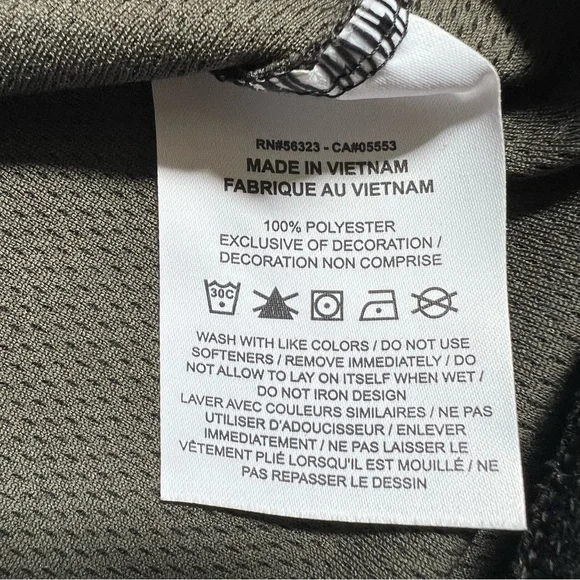 RN#56323 - CA#05553
MADE IN VIETNAM
FABRIQUE AU VIETNAM
100% POLYESTER
EXCLUSIVE OF DECORATION /
DECORATION NON COMPRISE
30C
WASH WITH LIKE COLORS / DO NOT USE
SOFTENERS / REMOVE IMMEDIATELY / DO
NOT ALLOW TO LAY ON ITSELF WHEN WET /
DO NOT IRON DESIGN
LAVER AVEC COULEURS SIMILAIRES / NE PAS
UTILISER D'ADOUCISSEUR / ENLEVER
IMMEDIATEMENT / NE PAS LAISSER LE
VÊTEMENT PLIÉ LORSQU'IL EST MOUILLÉ / NE
PAS REPASSER LE DESSIN